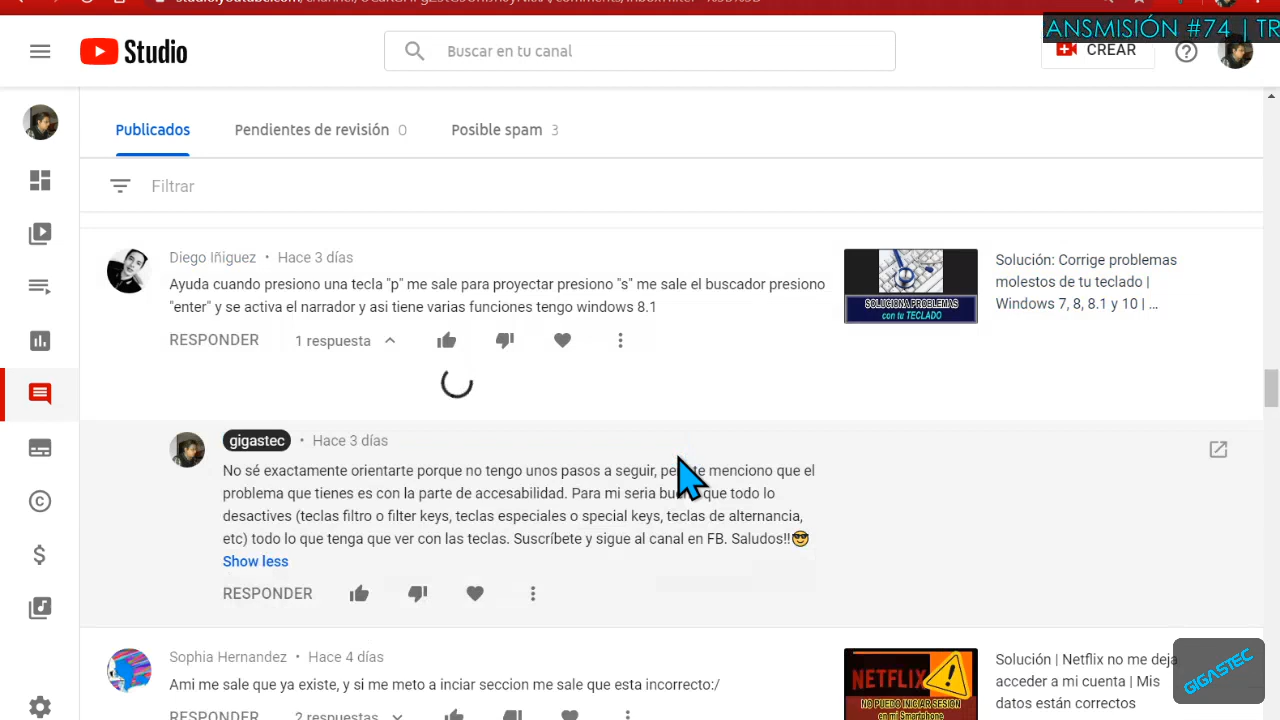 ANSMISIÓN #74 | TR
Studio
Buscar en tu canal
CREAR
Publicados
Pendientes de revisión 0
Posible spam 3
Filtrar
Diego Iñiguez • Hace 3 días
Ayuda cuando presiono una tecla "p" me sale para proyectar presiono "s" me sale el buscador presiono
"enter" y se activa el narrador y asi tiene varias funciones tengo windows 8.1
RESPONDER
1 respuesta
SOLUCIONA PROBLEMAS
con tu TECLADO
Solución: Corrige problemas
molestos de tu teclado |
Windows 7, 8, 8.1 y 10 | ...
gigastec • Hace 3 días
No sé exactamente orientarte porque no tengo unos pasos a seguir, te menciono que el
problema que tienes es con la parte de accesabilidad. Para mi seria que todo lo
desactives (teclas filtro o filter keys, teclas especiales o special keys, teclas de alternancia,
etc) todo lo que tenga que ver con las teclas. Suscríbete y sigue al canal en FB. Saludos!!😎
Show less
RESPONDER
Sophia Hernandez • Hace 4 días
Ami me sale que ya existe, y si me meto a inciar seccion me sale que esta incorrecto:/
RESPONDER
2 respuestas
NETFLIX
NO PUEDO INICIAR SESIÓN
en mi Smartphone
Solución | Netflix no me deja
acceder a mi cuenta | Mis
datos están correctos
GIGASTEC